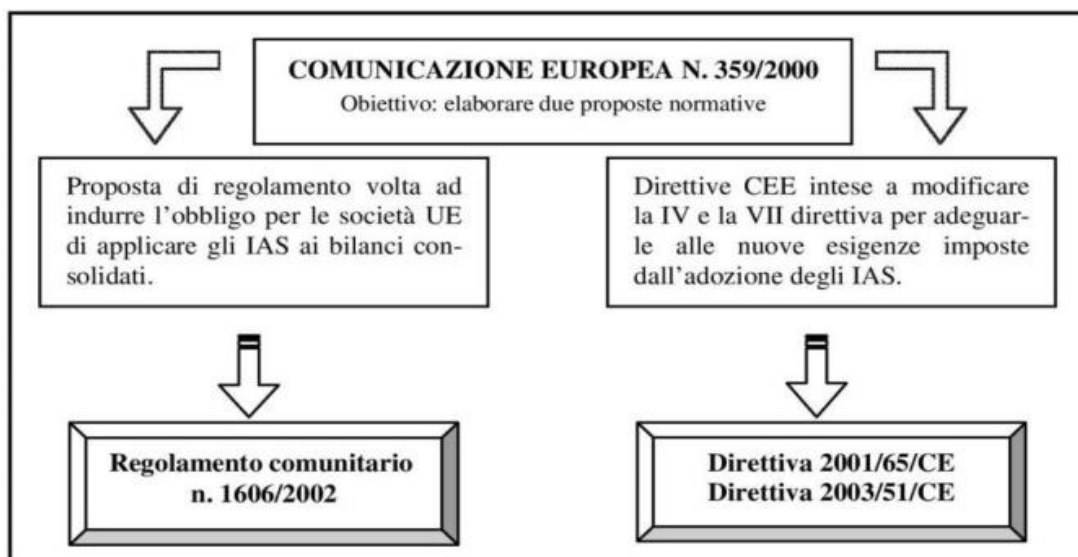 COMUNICAZIONE EUROPEA N. 359/2000
Obiettivo: elaborare due proposte normative
Proposta di regolamento volta ad
indurre l'obbligo per le società UE
di applicare gli IAS ai bilanci con-
solidati.
Direttive CEE intese a modificare
la IV e la VII direttiva per adeguar-
le alle nuove esigenze imposte
dall'adozione degli IAS.
Regolamento comunitario
n. 1606/2002
Direttiva 2001/65/CE
Direttiva 2003/51/CE